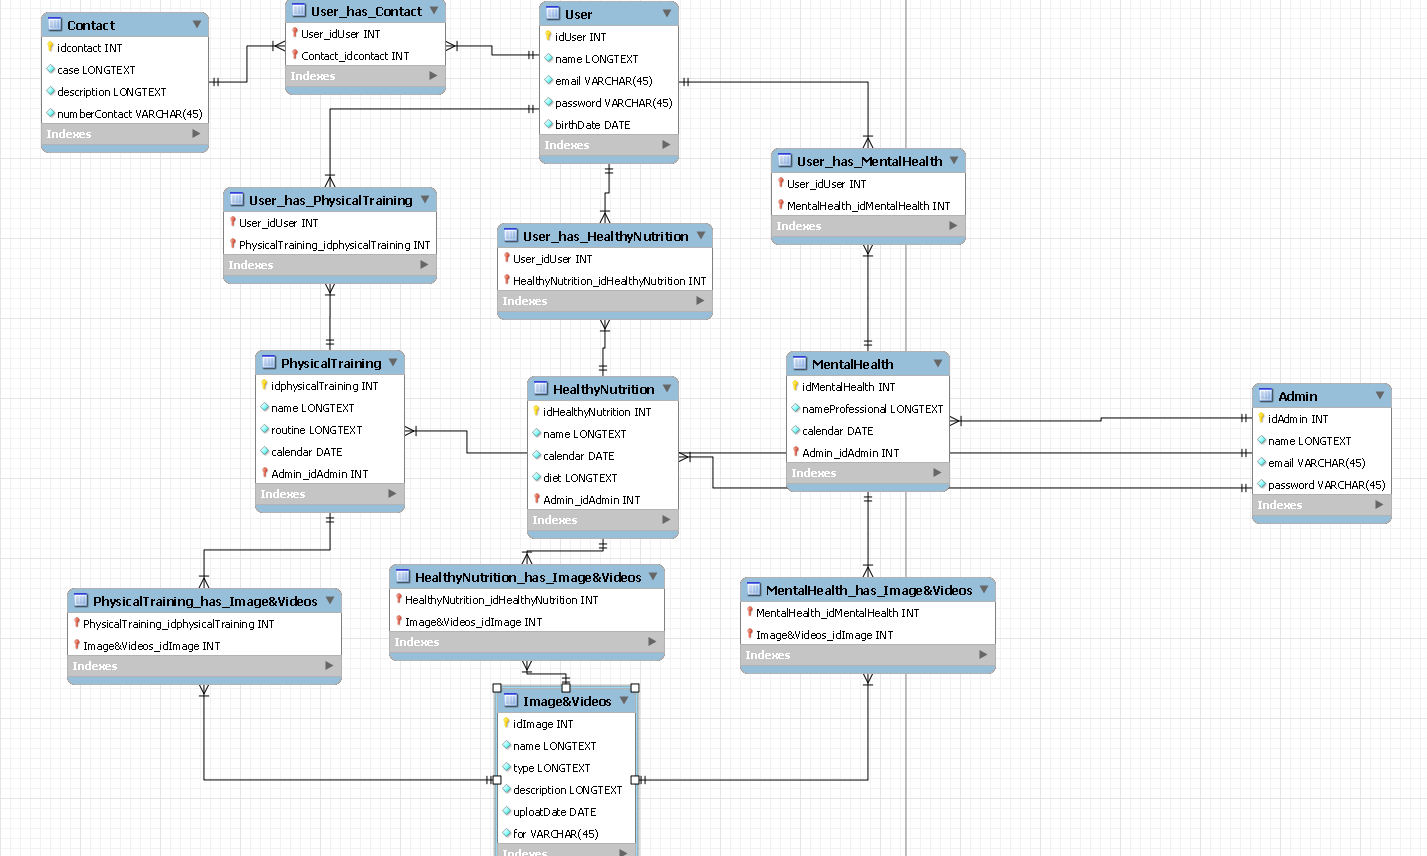 Contact
idcontact INT
case LONGTEXT
description LONGTEXT
numberContact VARCHAR(45)
Indexes
User_has_Contact
User_idUser INT
Contact_idcontact INT
Indexes
User
idUser INT
name LONGTEXT
email VARCHAR(45)
password VARCHAR(45)
birthDate DATE
Indexes
User_has_MentalHealth
User_idUser INT
MentalHealth_idMentalHealth INT
Indexes
User_has_PhysicalTraining
User_idUser INT
PhysicalTraining_idphysicalTraining INT
Indexes
User_has_HealthyNutrition
User_idUser INT
HealthyNutrition_idHealthyNutrition INT
Indexes
PhysicalTraining
idphysicalTraining INT
name LONGTEXT
routine LONGTEXT
calendar DATE
Admin_idAdmin INT
Indexes
HealthyNutrition
idHealthyNutrition INT
name LONGTEXT
calendar DATE
diet LONGTEXT
Admin_idAdmin INT
Indexes
MentalHealth
idMentalHealth INT
nameProfessional LONGTEXT
calendar DATE
Admin_idAdmin INT
Indexes
Admin
idAdmin INT
name LONGTEXT
email VARCHAR(45)
password VARCHAR(45)
Indexes
PhysicalTraining_has_Image&Videos
PhysicalTraining_idphysicalTraining INT
Image&Videos_idImage INT
Indexes
HealthyNutrition_has_Image&Videos
HealthyNutrition_idHealthyNutrition INT
Image&Videos_idImage INT
Indexes
MentalHealth_has_Image&Videos
MentalHealth_idMentalHealth INT
Image&Videos_idImage INT
Indexes
Image&Videos
idImage INT
name LONGTEXT
type LONGTEXT
description LONGTEXT
uploatDate DATE
for VARCHAR(45)
Indexes